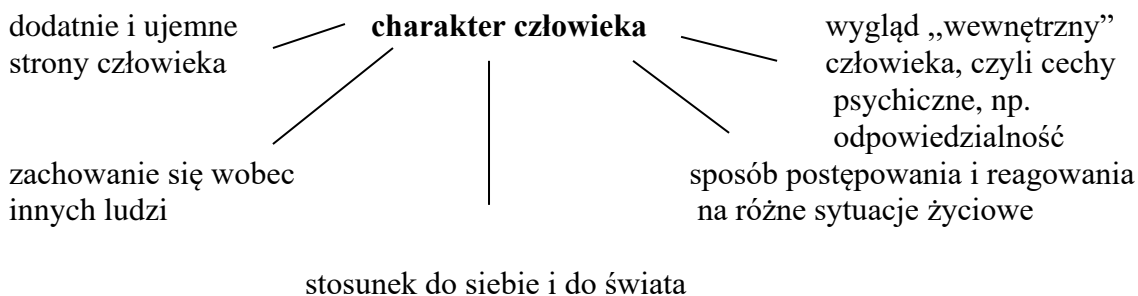 dodatnie i ujemne
strony człowieka
charakter człowieka
wygląd ,,wewnętrzny”
człowieka, czyli cechy
psychiczne, np.
odpowiedzialność
zachowanie się wobec
innych ludzi
sposób postępowania i reagowania
na różne sytuacje życiowe
stosunek do siebie i do świata